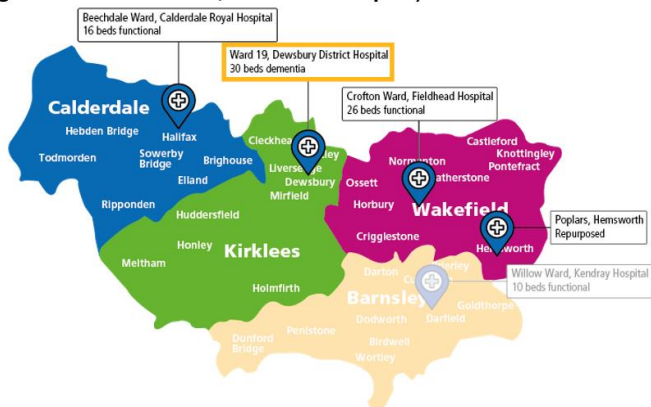 Beechdale Ward, Calderdale Royal Hospital
16 beds functional
Ward 19, Dewsbury District Hospital
30 beds dementia
Crofton Ward, Fieldhead Hospital
26 beds functional
Calderdale
Hebden Bridge
Halifax
Todmorden
Sowerby
Bridge
Brighouse
Elland
Ripponden
Liversedge
Dewsbury
Mirfield
Huddersfield
Kirklees
Honley
Meltham
Holmfirth
Castleford
Knottingley
Normanton
Pontefract
Ossett
Horbury
Wakefield
Crigglestone
Poplars, Hemsworth
Repurposed
Willow Ward, Kendray Hospital
10 beds functional
Darton
Barnsley
Goldthorpe
Dodworth
Darfield
Penistone
Birdwell
Dunford
Bridge
Wortley